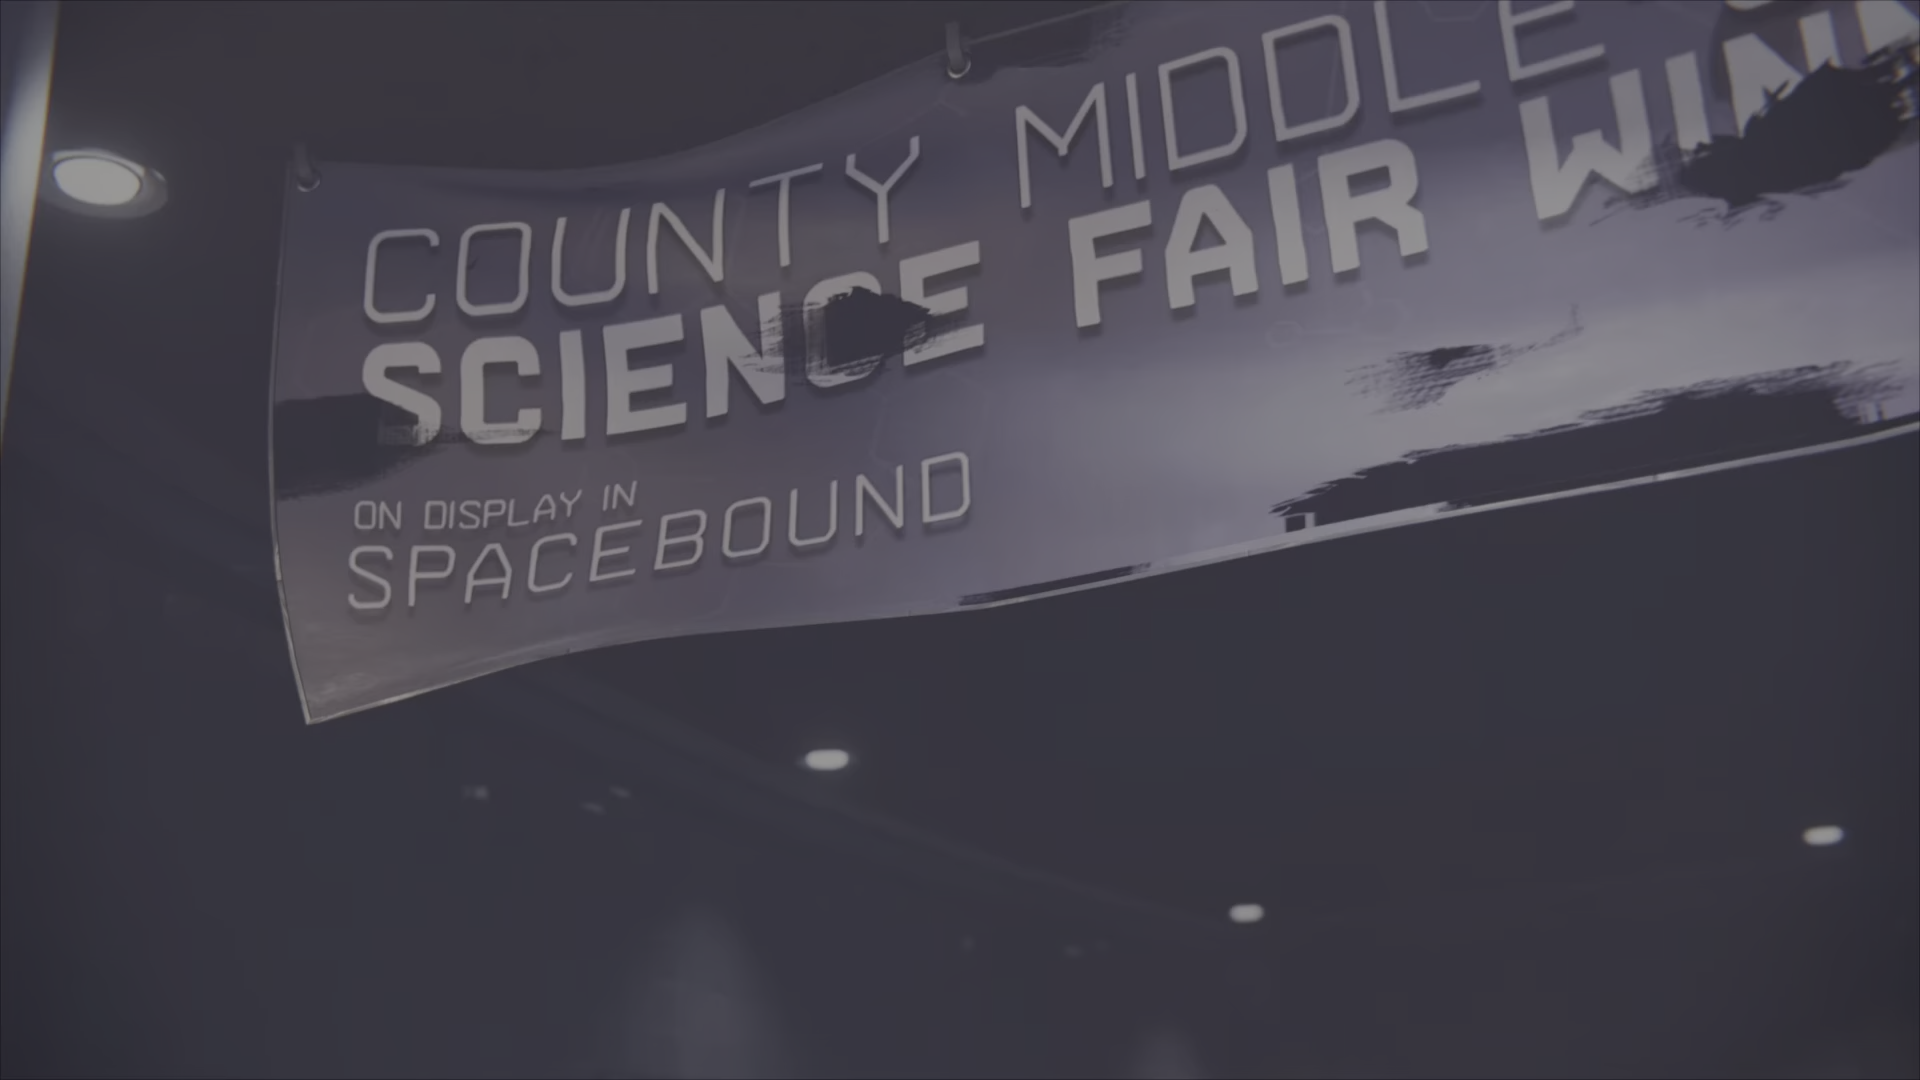 COUNTY MIDDLE
SCIENCE FAIR
ON DISPLAY IN
SPACEBOUND